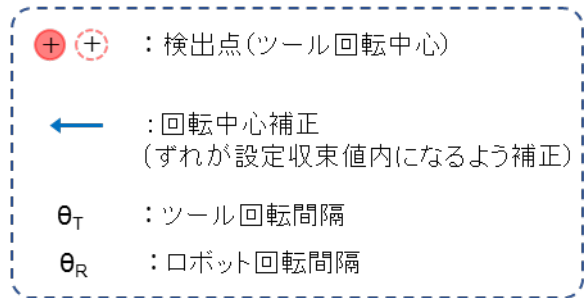 + + ：検出点(ツール回転中心)
：回転中心補正
(ずれが設定収束値内になるよう補正)
θT ：ツール回転間隔
θR ：ロボット回転間隔